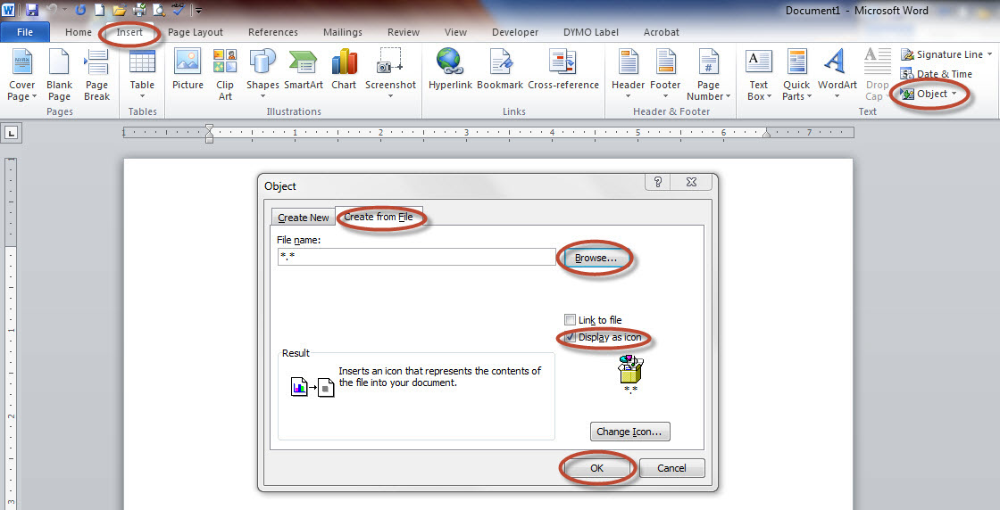 Document1 - Microsoft Word
File Home Insert Page Layout References Mailings Review View Developer DYMO Label Acrobat
Cover Page
Blank Page
Page Break
Table
Picture
Clip Art
Shapes
SmartArt
Chart
Screenshot
Hyperlink
Bookmark
Cross-reference
Header
Footer
Page Number
Text Box
Quick Parts
WordArt
Drop Cap
Signature Line
Date & Time
Object
Pages Tables Illustrations Links Header & Footer Text
1 1 2 3 4 5 6 7
Object
Create New Create from File
File name:
*.*
Browse...
Link to file
Display as icon
Result
Inserts an icon that represents the contents of
the file into your document.
*.*
Change Icon...
OK Cancel
1
1
2
3